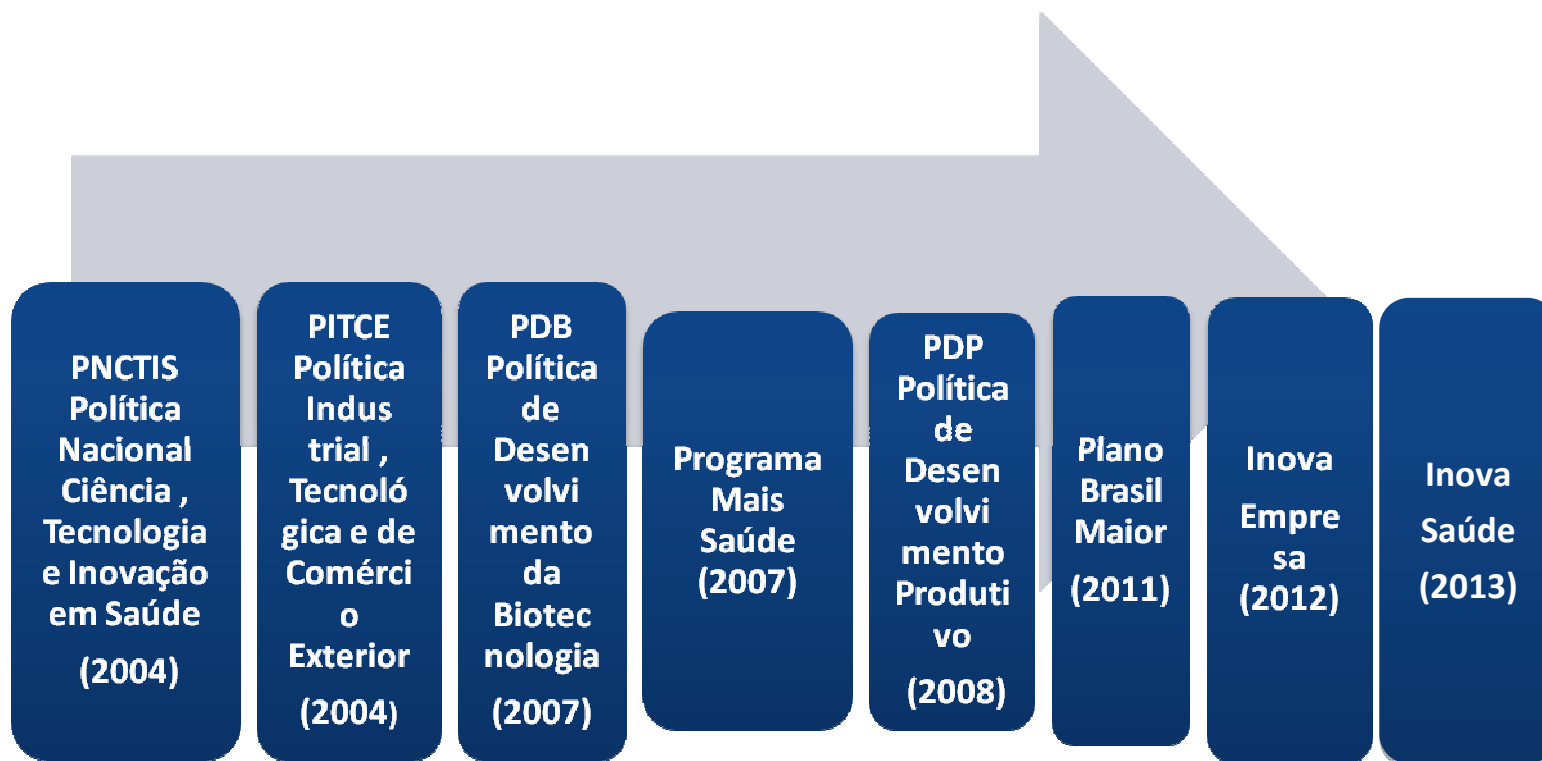 PNCTIS
Política
Nacional
Ciência ,
Tecnologia
e Inovação
em Saúde
(2004)
PITCE
Política
Indus
trial ,
Tecnoló
gica e de
Comérci
o
Exterior
(2004)
PDB
Política
de
Desen
volvi
mento
da
Biotec
nologia
(2007)
Programa
Mais
Saúde
(2007)
PDP
Política
de
Desen
volvi
mento
Produti
vo
(2008)
Plano
Brasil
Maior
(2011)
Inova
Empre
sa
(2012)
Inova
Saúde
(2013)